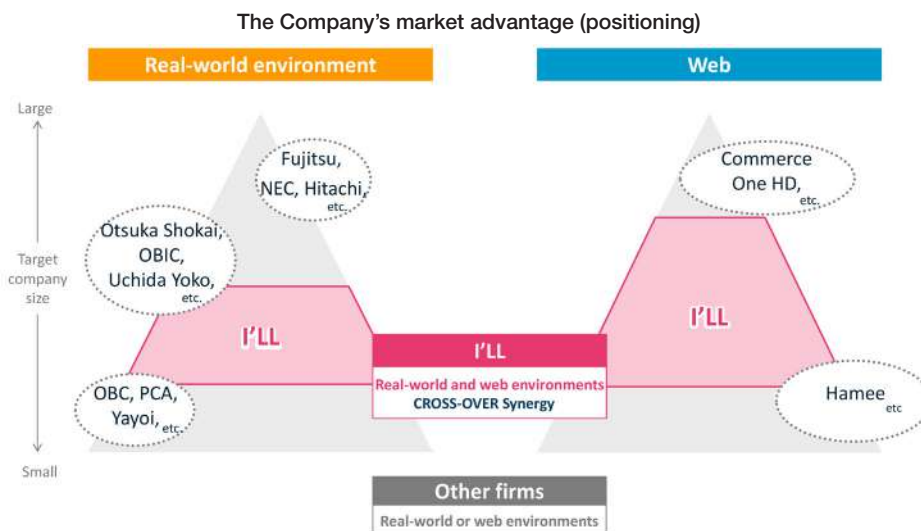 The Company's market advantage (positioning)
Real-world environment
Web
Large
Target
company
size
Small
Fujitsu,
NEC, Hitachi,
etc.
Otsuka Shokai,
OBIC,
Uchida Yoko,
etc.
I'LL
OBC, PCA,
Yayoi,
etc.
I'LL
Real-world and web environments
CROSS-OVER Synergy
Commerce
One HD,
etc.
I'LL
Hamee
etc
Other firms
Real-world or web environments